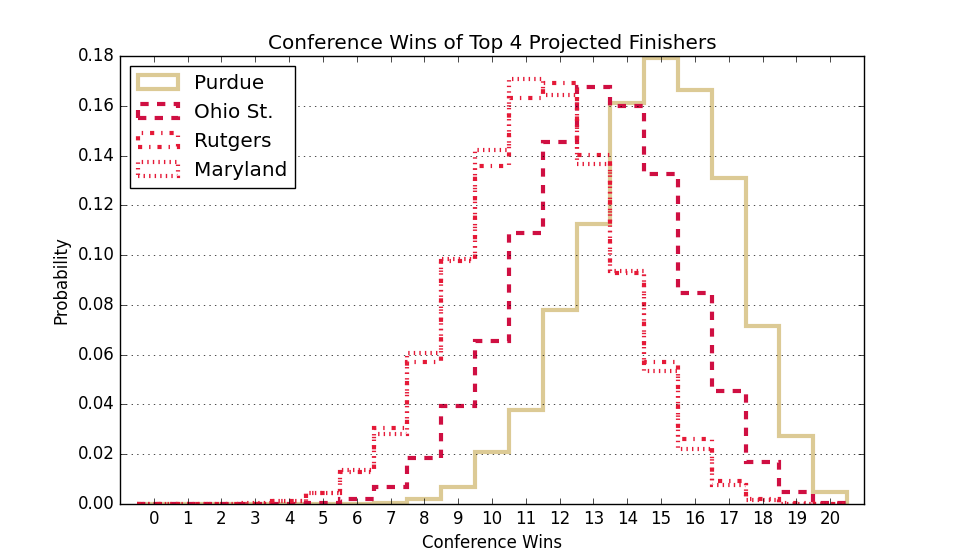 Conference Wins of Top 4 Projected Finishers
Purdue
Ohio St.
Rutgers
Maryland
Probability
0.18
0.16
0.14
0.12
0.10
0.08
0.06
0.04
0.02
0.00
0 1 2 3 4 5 6 7 8 9 10 11 12 13 14 15 16 17 18 19 20
Conference Wins